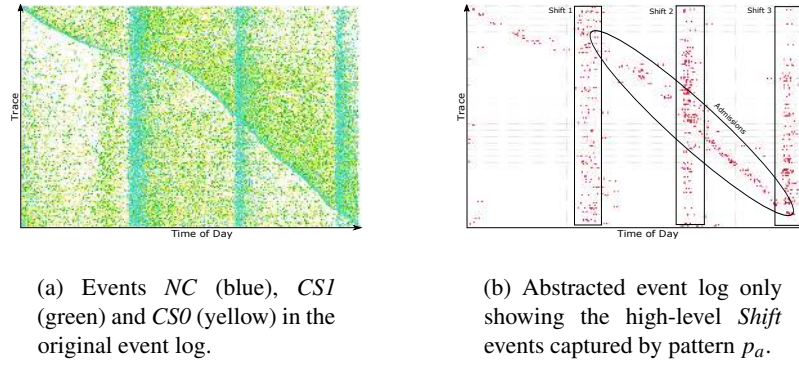 Trace
Time of Day
Shift 1
Shift 2
Shift 3
Admissions
Trace
Time of Day
(a) Events NC (blue), CS1
(green) and CS0 (yellow) in the
original event log.
(b) Abstracted event log only
showing the high-level Shift
events captured by pattern pₐ.